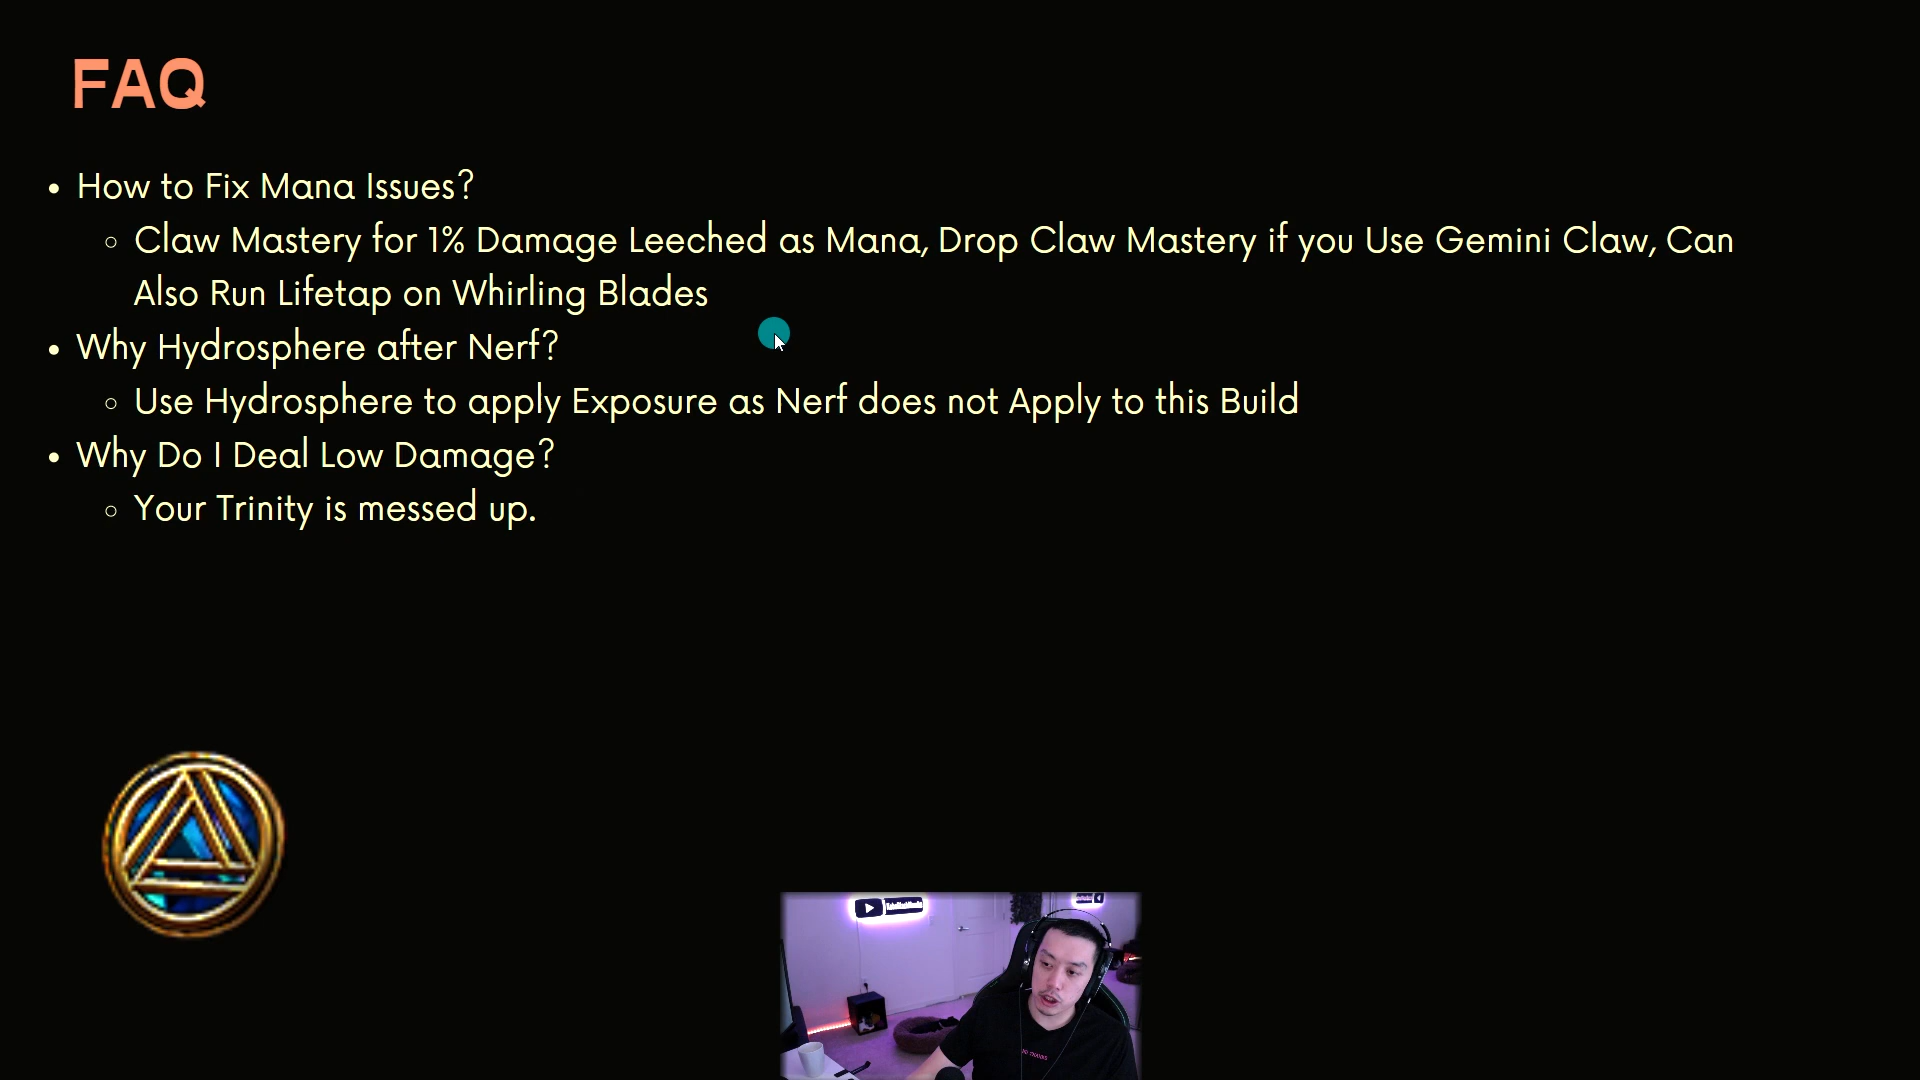 FAQ
• How to Fix Mana Issues?
◦ Claw Mastery for 1% Damage Leeched as Mana, Drop Claw Mastery if you Use Gemini Claw, Can
Also Run Lifetap on Whirling Blades
• Why Hydrosphere after Nerf?
◦ Use Hydrosphere to apply Exposure as Nerf does not Apply to this Build
• Why Do I Deal Low Damage?
◦ Your Trinity is messed up.